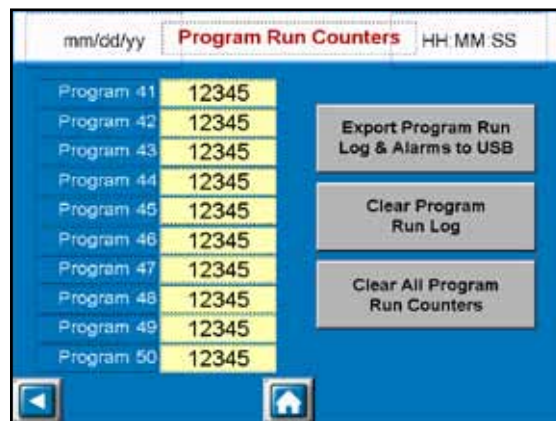 mm/dd/yy Program Run Counters HH:MM:SS
Program 41 12345
Program 42 12345
Program 43 12345
Program 44 12345
Program 45 12345
Program 46 12345
Program 47 12345
Program 48 12345
Program 49 12345
Program 50 12345
Export Program Run
Log & Alarms to USB
Clear Program
Run Log
Clear All Program
Run Counters